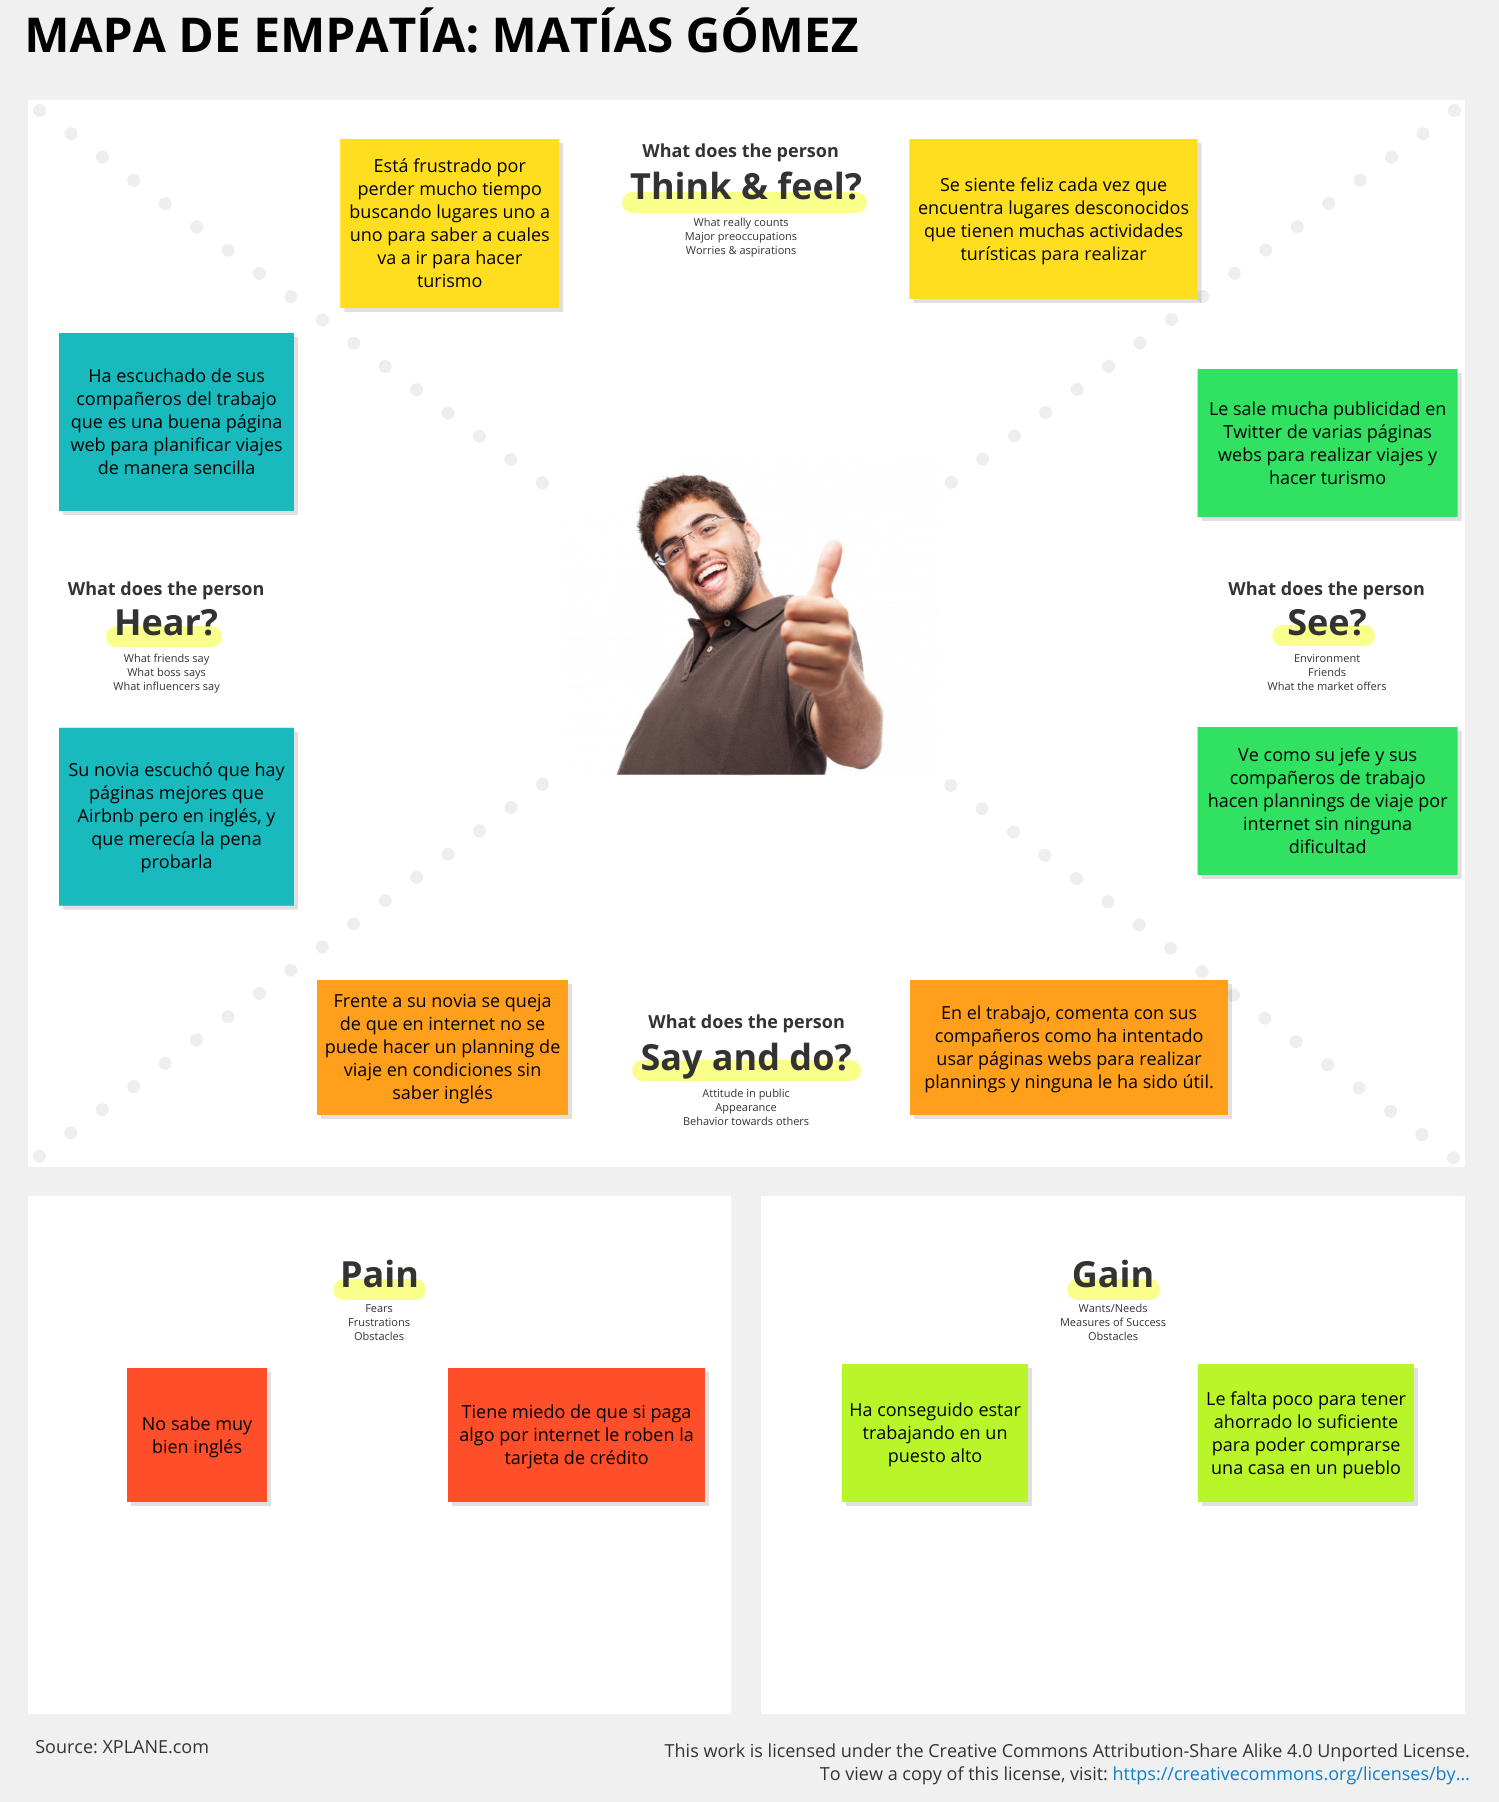 MAPA DE EMPATÍA: MATÍAS GÓMEZ
Está frustrado por
perder mucho tiempo
buscando lugares uno a
uno para saber a cuales
va a ir para hacer
turismo
What does the person
Think & feel?
What really counts
Major preoccupations
Worries & aspirations
Se siente feliz cada vez que
encuentra lugares desconocidos
que tienen muchas actividades
turísticas para realizar
Ha escuchado de sus
compañeros del trabajo
que es una buena página
web para planificar viajes
de manera sencilla
Le sale mucha publicidad en
Twitter de varias páginas
webs para realizar viajes y
hacer turismo
What does the person
Hear?
What friends say
What boss says
What influencers say
What does the person
See?
Environment
Friends
What the market offers
Su novia escuchó que hay
páginas mejores que
Airbnb pero en inglés, y
que merecía la pena
probarla
Ve como su jefe y sus
compañeros de trabajo
hacen plannings de viaje por
internet sin ninguna
dificultad
Frente a su novia se queja
de que en internet no se
puede hacer un planning de
viaje en condiciones sin
saber inglés
What does the person
Say and do?
Attitude in public
Appearance
Behavior towards others
En el trabajo, comenta con sus
compañeros como ha intentado
usar páginas webs para realizar
plannings y ninguna le ha sido útil.
Pain
Fears
Frustrations
Obstacles
No sabe muy
bien inglés
Tiene miedo de que si paga
algo por internet le roben la
tarjeta de crédito
Gain
Wants/Needs
Measures of Success
Obstacles
Ha conseguido estar
trabajando en un
puesto alto
Le falta poco para tener
ahorrado lo suficiente
para poder comprarse
una casa en un pueblo
Source: XPLANE.com
This work is licensed under the Creative Commons Attribution-Share Alike 4.0 Unported License.
To view a copy of this license, visit: https://creativecommons.org/licenses/by...